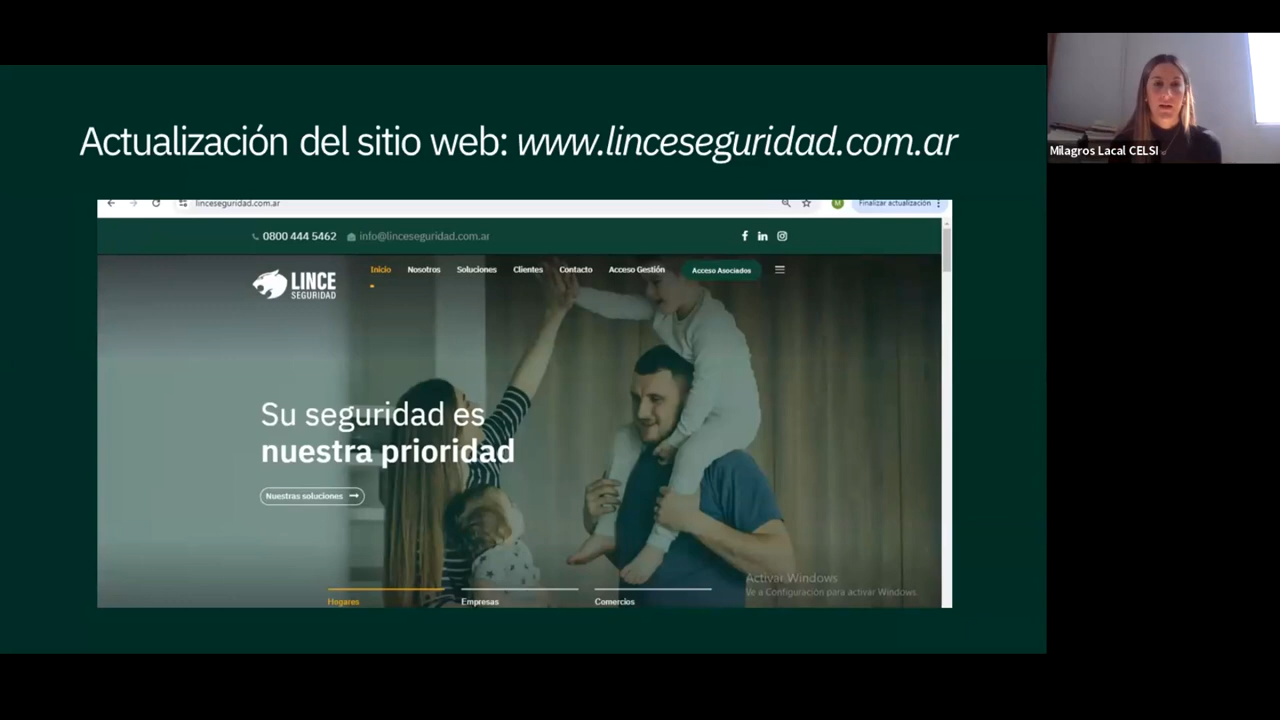 Actualización del sitio web: www.linceseguridad.com.ar
Milagros Lacal CELSI
linceseguridad.com.ar
M
Finalizar actualización
0800 444 5462 info@linceseguridad.com.ar
LINCE
SEGURIDAD
Inicio Nosotros Soluciones Clientes Contacto Acceso Gestión Acceso Asociados
Su seguridad es
nuestra prioridad
Nuestras soluciones
Activar Windows
Ve a Configuración para activar Windows.
Hogares Empresas Comercios